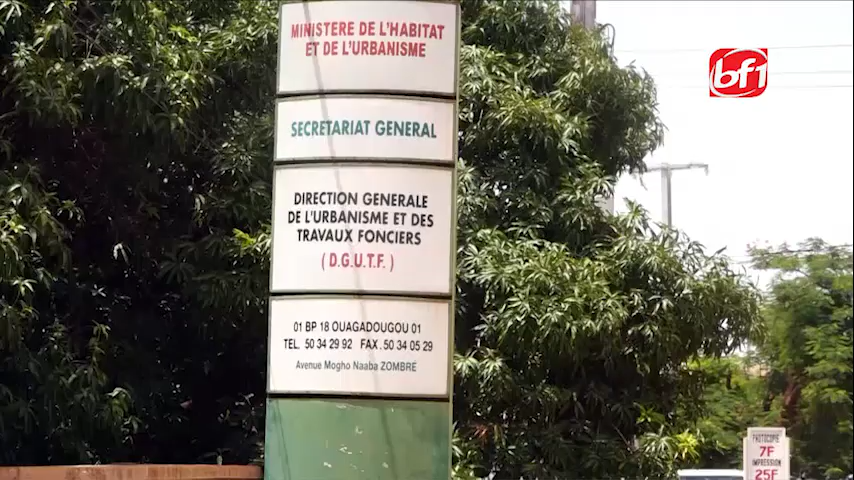 MINISTERE DE L'HABITAT
ET DE L'URBANISME
SECRETARIAT GENERAL
DIRECTION GENERALE
DE L'URBANISME ET DES
TRAVAUX FONCIERS
( D.G.U.T.F. )
01 BP 18 OUAGADOUGOU 01
TEL. 50 34 29 92 FAX. 50 34 05 29
Avenue Mogho Naaba ZOMBRE
bf1
PHOTOCOPIE
7F
IMPRESSION
25F